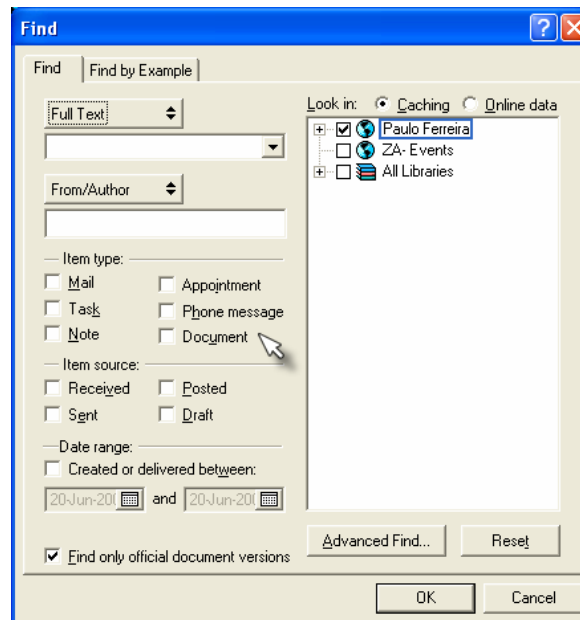 Find
Find
Find by Example
Full Text
From/Author
Item type:
Mail
Appointment
Task
Phone message
Note
Document
Item source:
Received
Posted
Sent
Draft
Date range:
Created or delivered between:
20-Jun-200 and 20-Jun-20
Find only official document versions
Look in: Caching Online data
Paulo Ferreira
ZA- Events
All Libraries
Advanced Find...
Reset
OK
Cancel